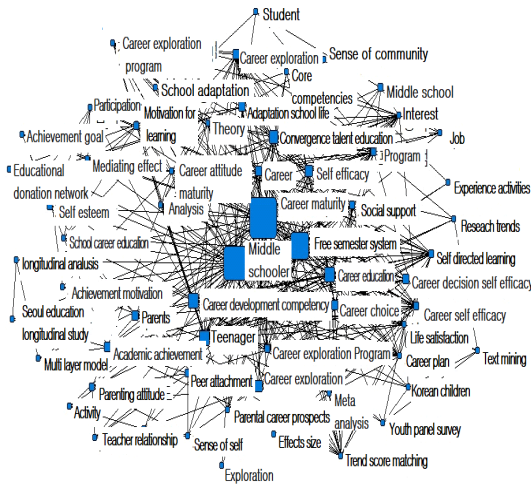 Student
Career exploration
program
Career exploration
Sense of community
School adaptation
Core
competencies
Middle school
Participation
Motivation for
learning
Adaptation school life
Interest
Achievement goal
Theory
Convergence talent education
Job
Mediating effect
Program
Educational
donation network
Career attitude
maturity
Career
Self efficacy
Experience activities
Self esteem
Analysis
Career maturity
Social support
Reseach trends
School career education
Middle
schooler
Free semester system
Self directed learning
longitudinal analusis
Career education
Career decision self efficacy
Achievement motivation
Career development competency
Career choice
Career self efficacy
Seoul education
longitudinal study
Parents
Teenager
Life satisfaction
Multi layer model
Academic achievement
Career exploration Program
Career plan
Text mining
Parenting attitude
Peer attachment
Career exploration
Korean children
Activity
Parental career prospects
Meta
analysis
Teacher relationship
Sense of self
Effects size
Youth panel survey
Exploration
Trend score matching